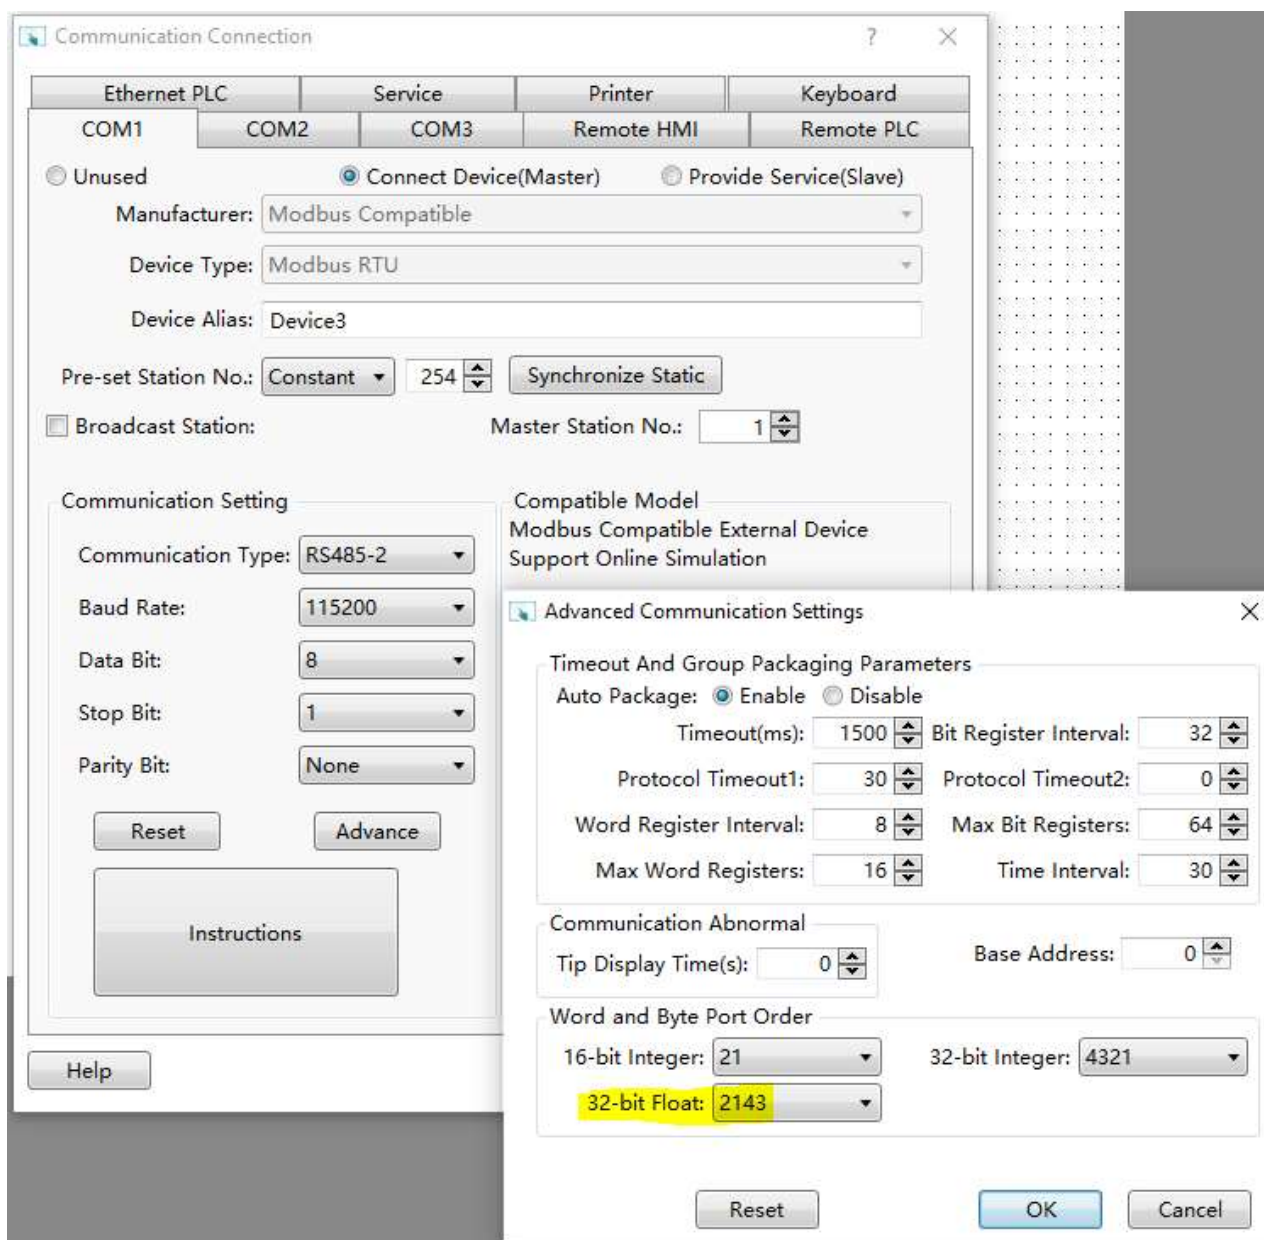 Communication Connection ?
Ethernet PLC Service Printer Keyboard
COM1 COM2 COM3 Remote HMI Remote PLC
Unused Connect Device(Master) Provide Service(Slave)
Manufacturer: Modbus Compatible
Device Type: Modbus RTU
Device Alias: Device3
Pre-set Station No.: Constant 254 Synchronize Static
Broadcast Station: Master Station No.: 1
Communication Setting
Communication Type: RS485-2
Baud Rate: 115200
Data Bit: 8
Stop Bit: 1
Parity Bit: None
Reset Advance
Instructions
Help
Compatible Model
Modbus Compatible External Device
Support Online Simulation
Advanced Communication Settings
Timeout And Group Packaging Parameters
Auto Package: Enable Disable
Timeout(ms): 1500 Bit Register Interval: 32
Protocol Timeout1: 30 Protocol Timeout2: 0
Word Register Interval: 8 Max Bit Registers: 64
Max Word Registers: 16 Time Interval: 30
Communication Abnormal
Tip Display Time(s): 0 Base Address: 0
Word and Byte Port Order
16-bit Integer: 21 32-bit Integer: 4321
32-bit Float: 2143
Reset OK Cancel